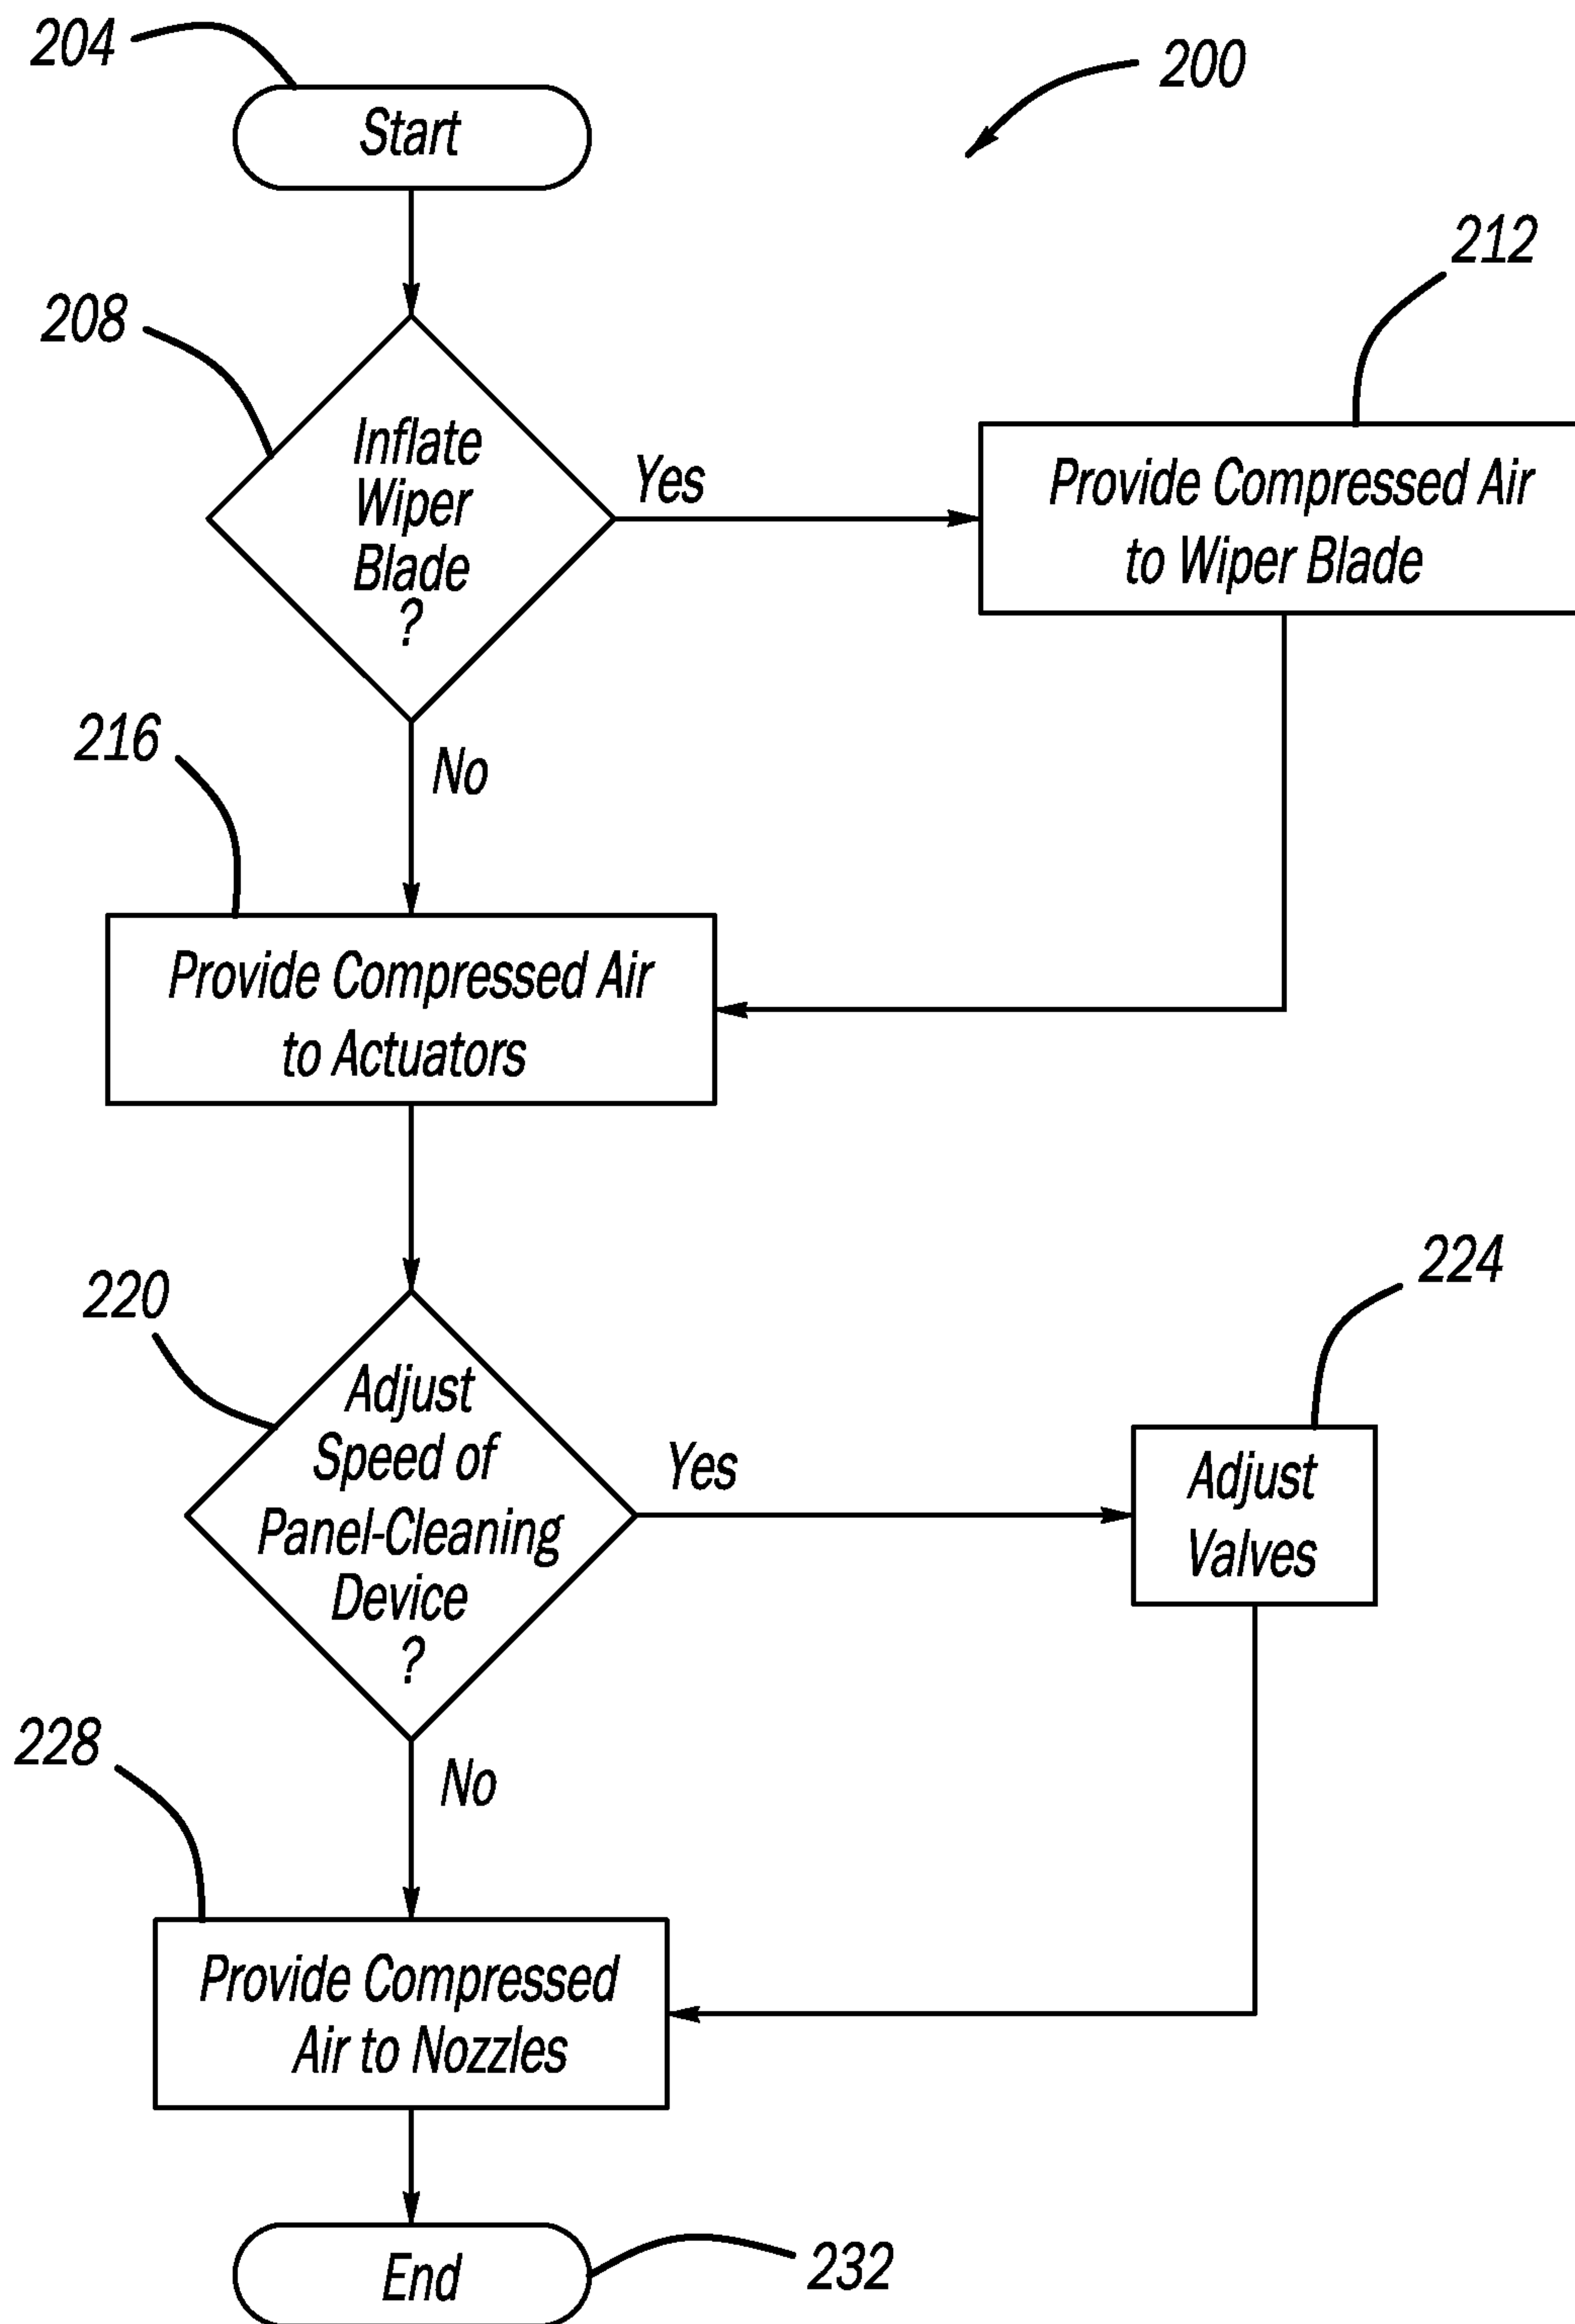 204
200
Start
212
208
Inflate
Wiper
Blade
?
Yes
Provide Compressed Air
to Wiper Blade
216
No
Provide Compressed Air
to Actuators
224
220
Adjust
Speed of
Panel-Cleaning
Device
?
Yes
Adjust
Valves
228
No
Provide Compressed
Air to Nozzles
End
232